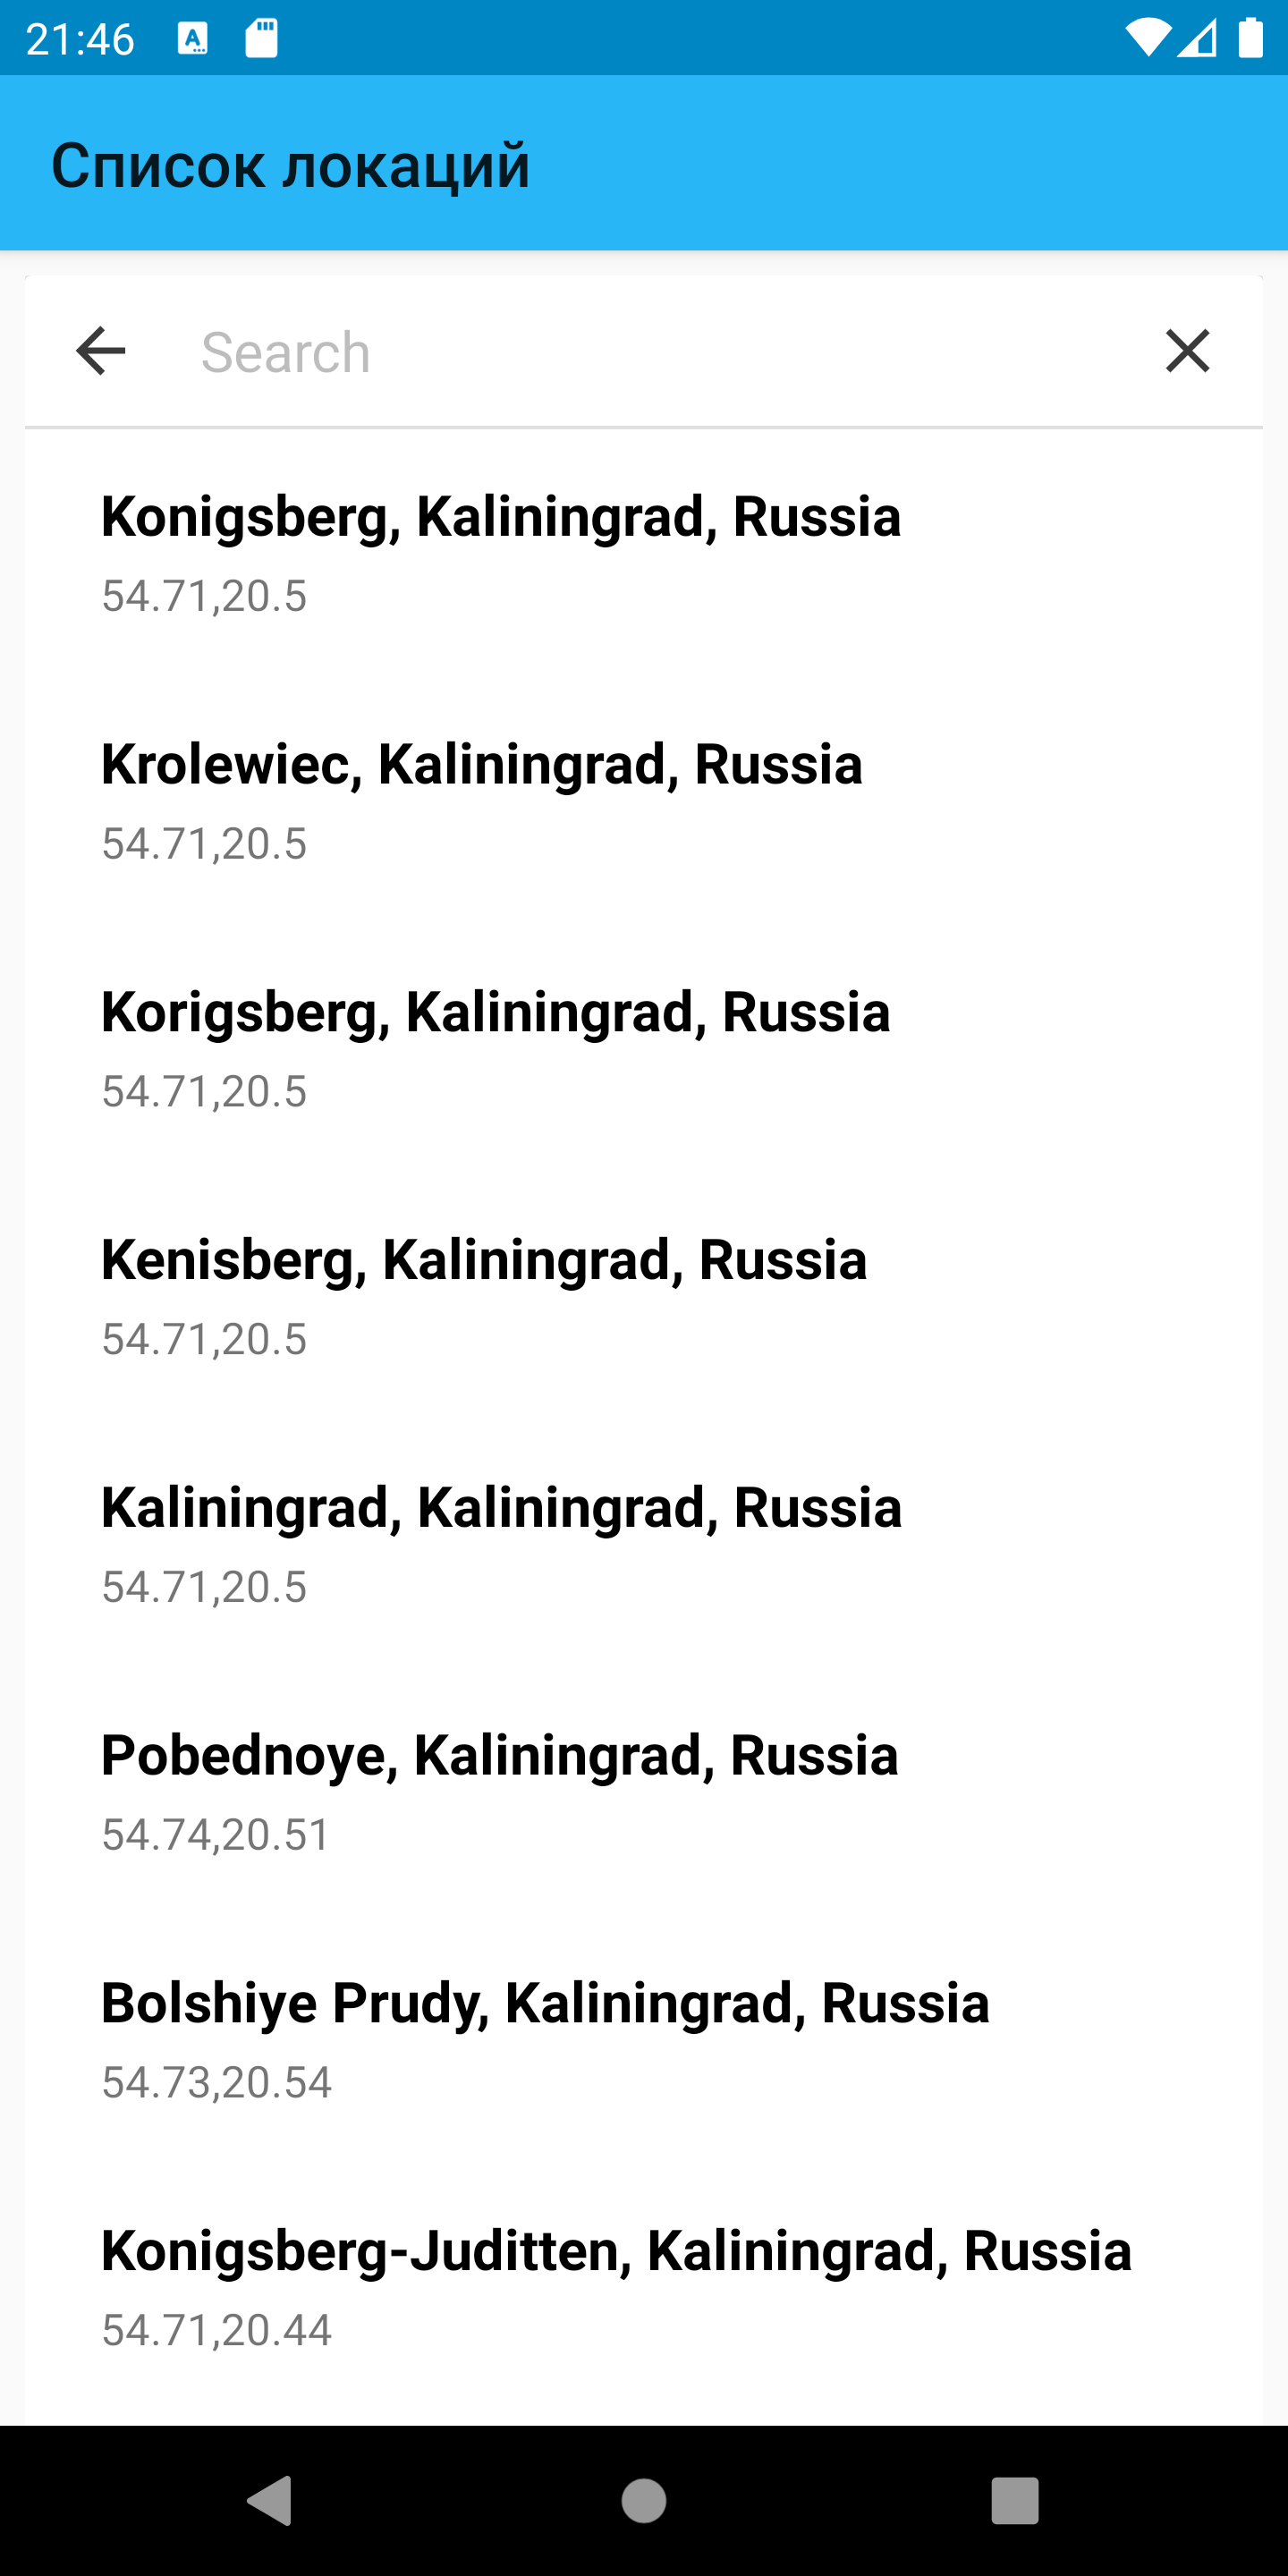 21:46
Список локаций
Search
Konigsberg, Kaliningrad, Russia
54.71,20.5
Krolewiec, Kaliningrad, Russia
54.71,20.5
Korigsberg, Kaliningrad, Russia
54.71,20.5
Kenisberg, Kaliningrad, Russia
54.71,20.5
Kaliningrad, Kaliningrad, Russia
54.71,20.5
Pobednoye, Kaliningrad, Russia
54.74,20.51
Bolshiye Prudy, Kaliningrad, Russia
54.73,20.54
Konigsberg-Juditten, Kaliningrad, Russia
54.71,20.44